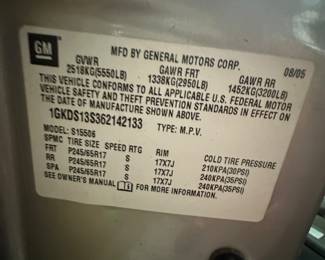 GM
MFD BY GENERAL MOTORS CORP. 08/05
GVWR GAWR FRT GAWR RR
2518KG(5550LB) 1338KG(2950LB) 1452KG(3200LB)
THIS VEHICLE CONFORMS TO ALL APPLICABLE U.S. FEDERAL MOTOR
VEHICLE SAFETY AND THEFT PREVENTION STANDARDS IN EFFECT ON
THE DATE OF MANUFACTURE SHOWN ABOVE.
1GKDS13S362142133 TYPE: M.P.V.
MODEL: S15506
SPMC TIRE SIZE SPEED RTG RIM COLD TIRE PRESSURE
FRT P245/65R17 S 17X7J 210KPA(30PSI)
RR P245/65R17 S 17X7J 240KPA(35PSI)
SPA P245/65R17 S 17X7J 240KPA(35PSI)
SEE OWNER'S MANUAL FOR MORE INFORMATION.